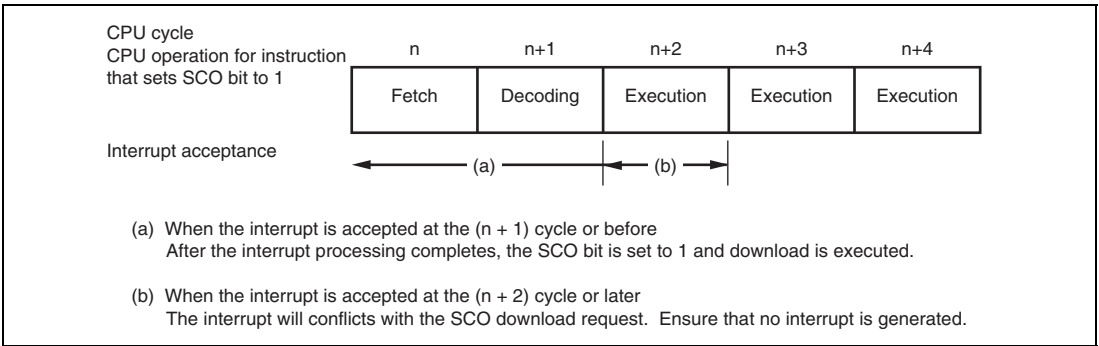 CPU cycle
CPU operation for instruction
that sets SCO bit to 1
n n+1 n+2 n+3 n+4
Fetch Decoding Execution Execution Execution
Interrupt acceptance
(a) (b)
(a) When the interrupt is accepted at the (n + 1) cycle or before
After the interrupt processing completes, the SCO bit is set to 1 and download is executed.
(b) When the interrupt is accepted at the (n + 2) cycle or later
The interrupt will conflicts with the SCO download request. Ensure that no interrupt is generated.